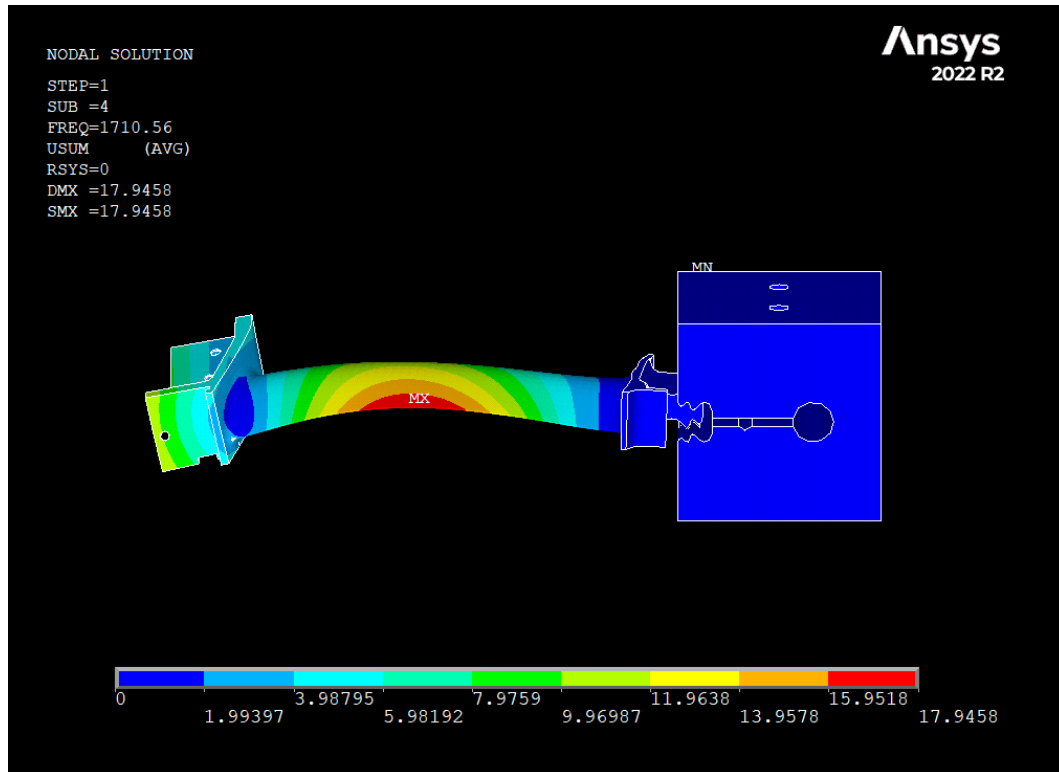 Ansys
2022 R2
NODAL SOLUTION
STEP=1
SUB =4
FREQ=1710.56
USUM     (AVG)
RSYS=0
DMX =17.9458
SMX =17.9458
MN
MX
0 3.98795 7.9759 11.9638 15.9518
1.99397 5.98192 9.96987 13.9578 17.9458